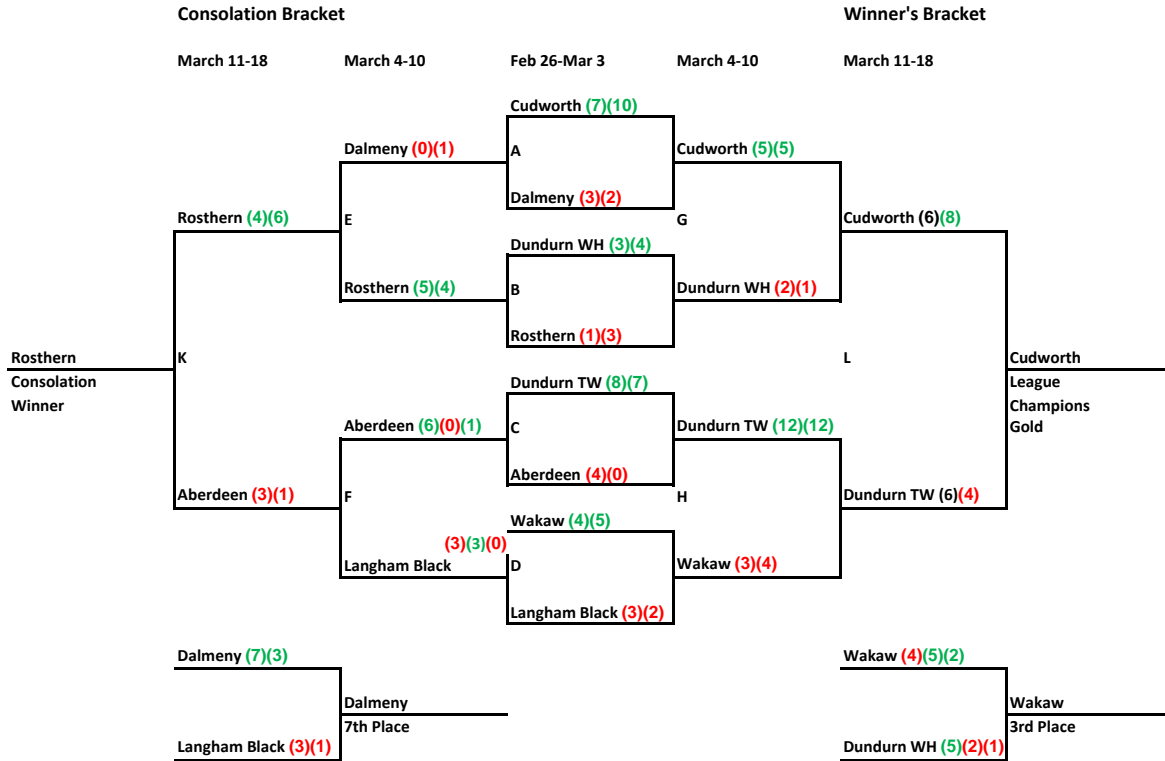 Consolation Bracket
Winner's Bracket
March 11-18
March 4-10
Feb 26-Mar 3
March 4-10
March 11-18
Cudworth (7)(10)
Dalmeny (0)(1)
A
Cudworth (5)(5)
Dalmeny (3)(2)
Rosthern (4)(6)
E
G
Cudworth (6)(8)
Dundurn WH (3)(4)
Rosthern (5)(4)
B
Dundurn WH (2)(1)
Rosthern (1)(3)
Rosthern
K
L
Cudworth
Consolation
Winner
League
Champions
Gold
Dundurn TW (8)(7)
Aberdeen (6)(0)(1)
C
Dundurn TW (12)(12)
Aberdeen (4)(0)
Aberdeen (3)(1)
F
H
Dundurn TW (6)(4)
Wakaw (4)(5)
(3)(3)(0)
Langham Black
D
Wakaw (3)(4)
Langham Black (3)(2)
Dalmeny (7)(3)
Wakaw (4)(5)(2)
Dalmeny
7th Place
Wakaw
3rd Place
Langham Black (3)(1)
Dundurn WH (5)(2)(1)